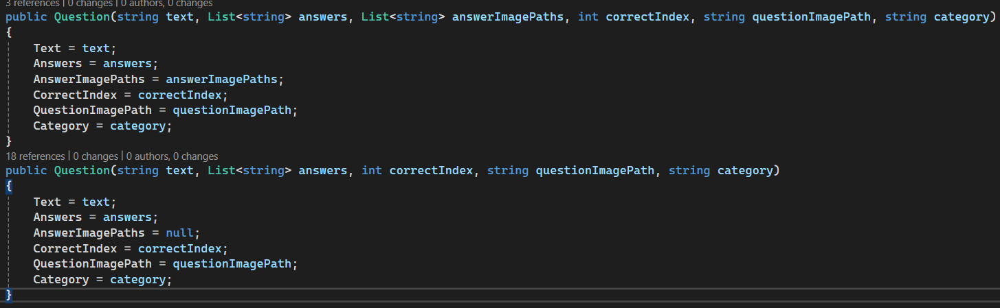 3 references | 0 changes | 0 authors, 0 changes
public Question(string text, List<string> answers, List<string> answerImagePaths, int correctIndex, string questionImagePath, string category)
{
Text = text;
Answers = answers;
AnswerImagePaths = answerImagePaths;
CorrectIndex = correctIndex;
QuestionImagePath = questionImagePath;
Category = category;
}
18 references | 0 changes | 0 authors, 0 changes
public Question(string text, List<string> answers, int correctIndex, string questionImagePath, string category)
{
Text = text;
Answers = answers;
AnswerImagePaths = null;
CorrectIndex = correctIndex;
QuestionImagePath = questionImagePath;
Category = category;
}